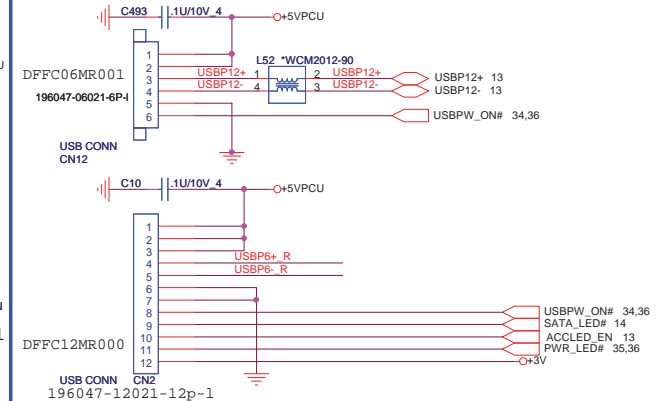 C493 .1U/10V_4 +5VPCU
U
DFFC06MR001
196047-06021-6P-l
1
2
3
4
5
6
USBP12+ 1
USBP12- 4
L52 *WCM2012-90
2 USBP12+
3 USBP12-
USBP12+ 13
USBP12- 13
USBPW_ON# 34,36
USB CONN
CN12
C10 .1U/10V_4 +5VPCU
1
2
3
4
5
6
7
8
9
10
11
12
USBP6+_R
USBP6-_R
USBPW_ON# 34,36
SATA_LED# 14
ACCLED_EN 13
PWR_LED# 35,36
+3V
N
DFFC12MR000
USB CONN CN2
196047-12021-12p-l